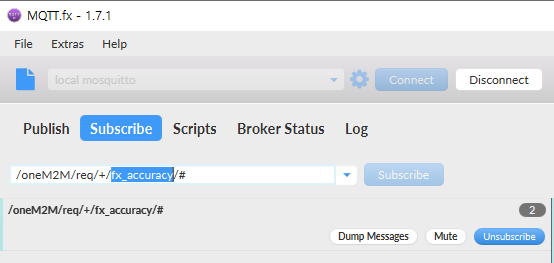 MQTT.fx - 1.7.1
File Extras Help
local mosquitto Connect Disconnect
Publish Subscribe Scripts Broker Status Log
/oneM2M/req/+/fx_accuracy/# Subscribe
/oneM2M/req/+/fx_accuracy/# 2
Dump Messages Mute Unsubscribe